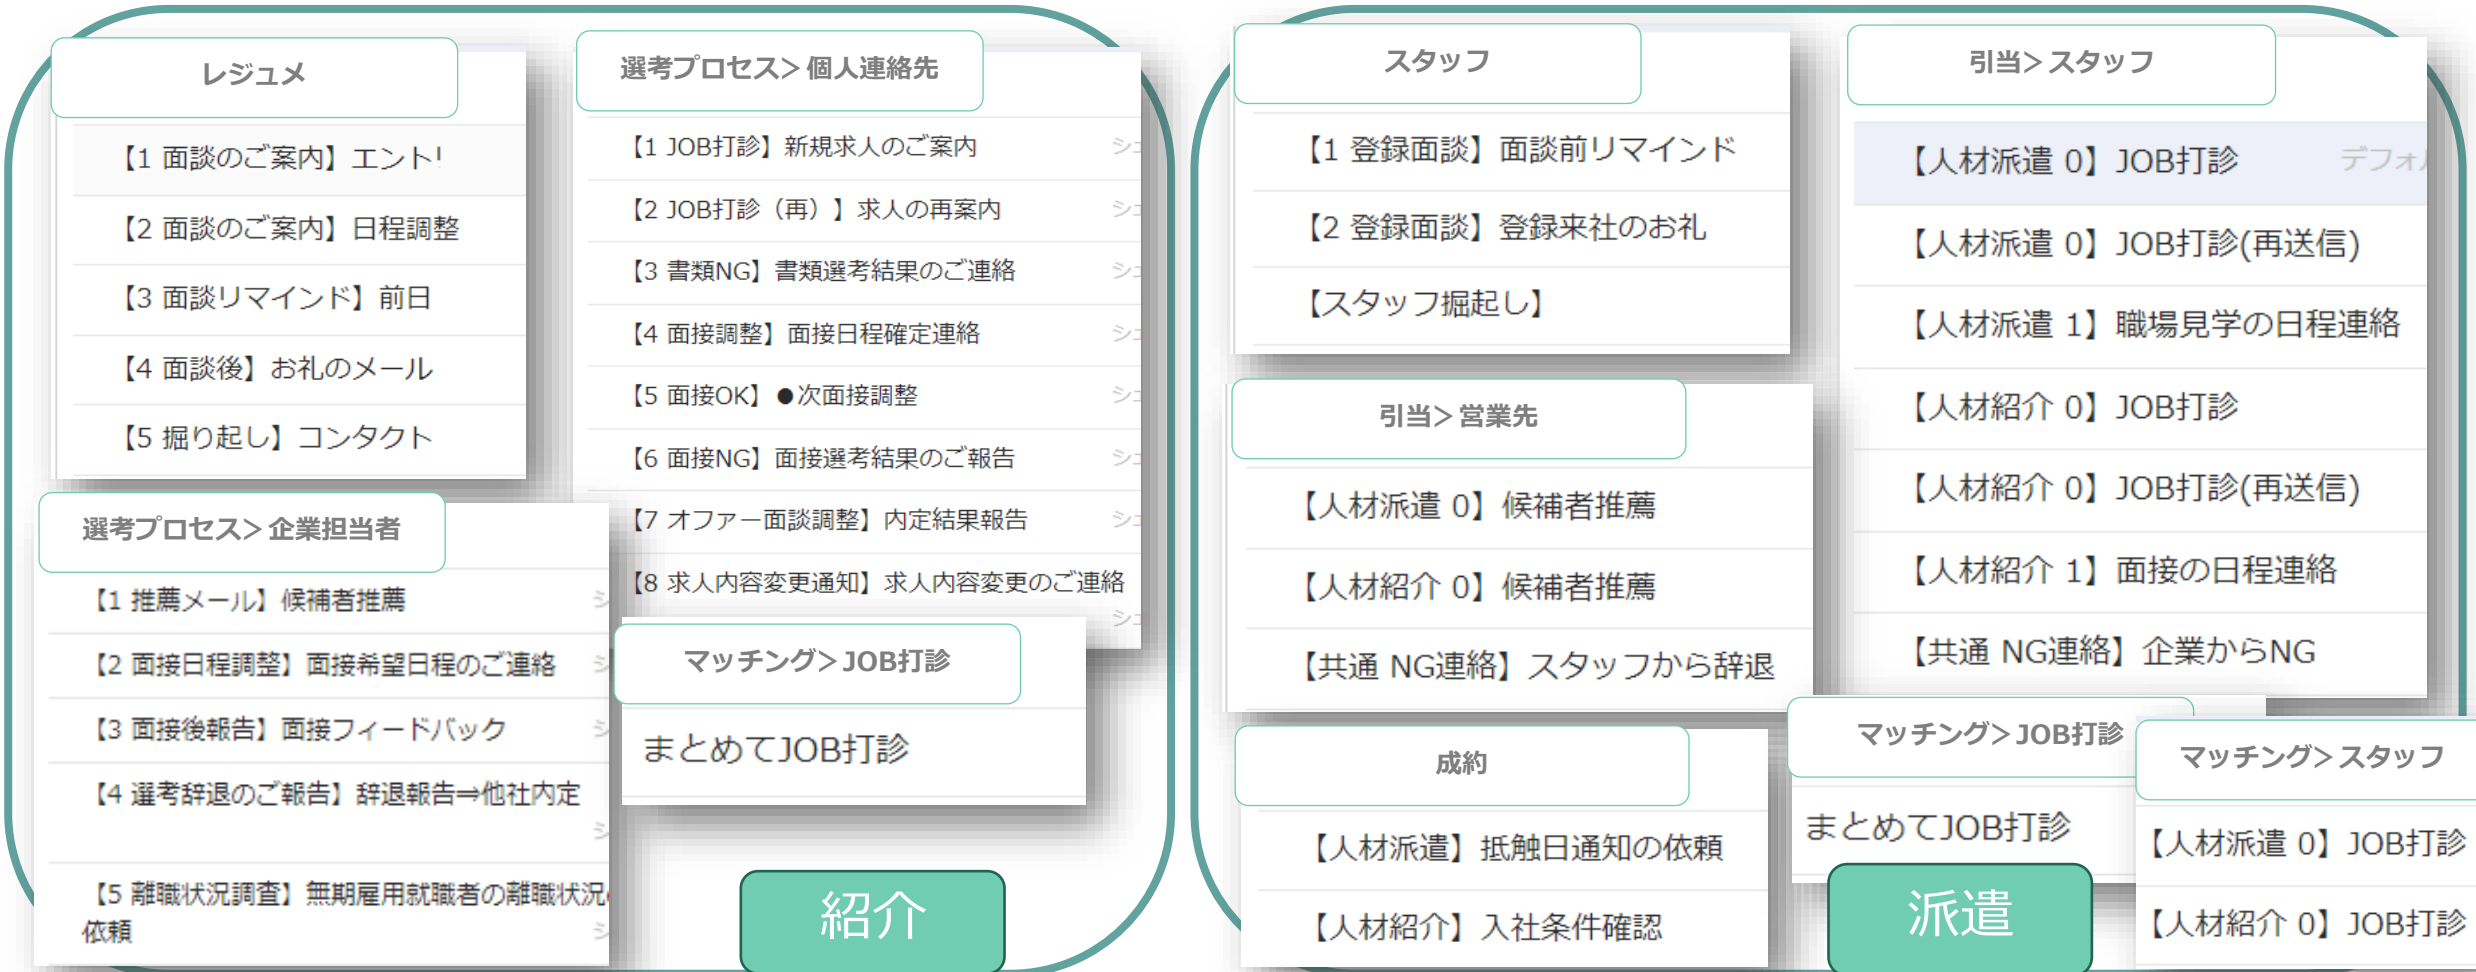 レジュメ
【1 面談のご案内】エント
【2 面談のご案内】日程調整
【3 面談リマインド】前日
【4 面談後】お礼のメール
【5 掘り起し】コンタクト
選考プロセス＞個人連絡先
【1 JOB打診】新規求人のご案内
【2 JOB打診（再）】求人の再案内
【3 書類NG】書類選考結果のご連絡
【4 面接調整】面接日程確定連絡
【5 面接OK】●次面接調整
【6 面接NG】面接選考結果のご報告
【7 オファー面談調整】内定結果報告
【8 求人内容変更通知】求人内容変更のご連絡
選考プロセス＞企業担当者
【1 推薦メール】候補者推薦
【2 面接日程調整】面接希望日程のご連絡
【3 面接後報告】面接フィードバック
【4 選考辞退のご報告】辞退報告⇒他社内定
【5 離職状況調査】無期雇用就職者の離職状況
依頼
マッチング＞JOB打診
まとめてJOB打診
紹介
スタッフ
【1 登録面談】面談前リマインド
【2 登録面談】登録来社のお礼
【スタッフ掘起し】
引当＞営業先
【人材派遣 0】候補者推薦
【人材紹介 0】候補者推薦
【共通 NG連絡】スタッフから辞退
成約
【人材派遣】抵触日通知の依頼
【人材紹介】入社条件確認
引当＞スタッフ
【人材派遣 0】JOB打診 デフォ
【人材派遣 0】JOB打診(再送信)
【人材派遣 1】職場見学の日程連絡
【人材紹介 0】JOB打診
【人材紹介 0】JOB打診(再送信)
【人材紹介 1】面接の日程連絡
【共通 NG連絡】企業からNG
マッチング＞JOB打診
まとめてJOB打診
マッチング＞スタッフ
【人材派遣 0】JOB打診
【人材紹介 0】JOB打診
派遣